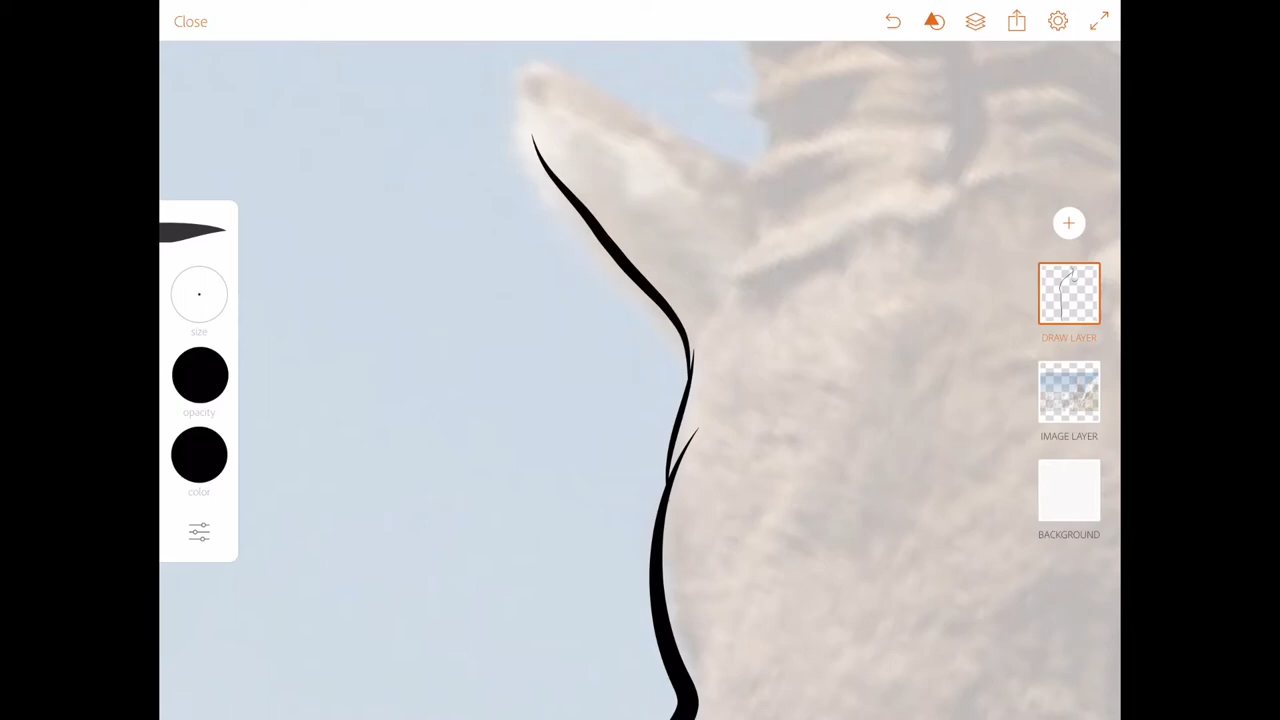 Close
size
opacity
color
DRAW LAYER
IMAGE LAYER
BACKGROUND